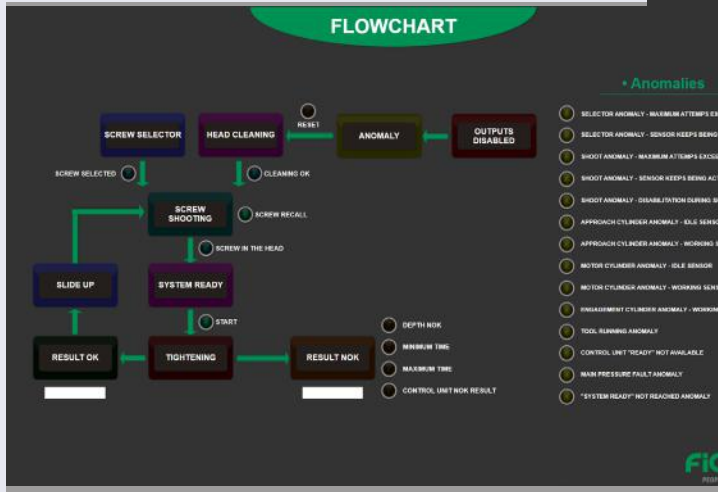 FLOWCHART
• Anomalies
RESET
SCREW SELECTOR
HEAD CLEANING
ANOMALY
OUTPUTS
DISABLED
SCREW SELECTED
CLEANING OK
SCREW
SHOOTING
SCREW RECALL
SCREW IN THE HEAD
SLIDE UP
SYSTEM READY
START
RESULT OK
TIGHTENING
RESULT NOK
DEPTH NOK
MINIMUM TIME
MAXIMUM TIME
CONTROL UNIT NOK RESULT
SELECTOR ANOMALY - MAXIMUM ATTEMPS
SELECTOR ANOMALY - SENSOR KEEPS BEING
SHOOT ANOMALY - MAXIMUM ATTEMPS
SHOOT ANOMALY - SENSOR KEEPS BEING
SHOOT ANOMALY - DISABILITATION DURING
APPROACH CYLINDER ANOMALY - IDLE
APPROACH CYLINDER ANOMALY - WORKING
MOTOR CYLINDER ANOMALY - IDLE SENSOR
MOTOR CYLINDER ANOMALY - WORKING
ENGAGEMENT CYLINDER ANOMALY
TOOL RUNNING ANOMALY
CONTROL UNIT "READY" NOT AVAILABLE
MAIN PRESSURE FAULT ANOMALY
"SYSTEM READY" NOT REACHED ANOMALY